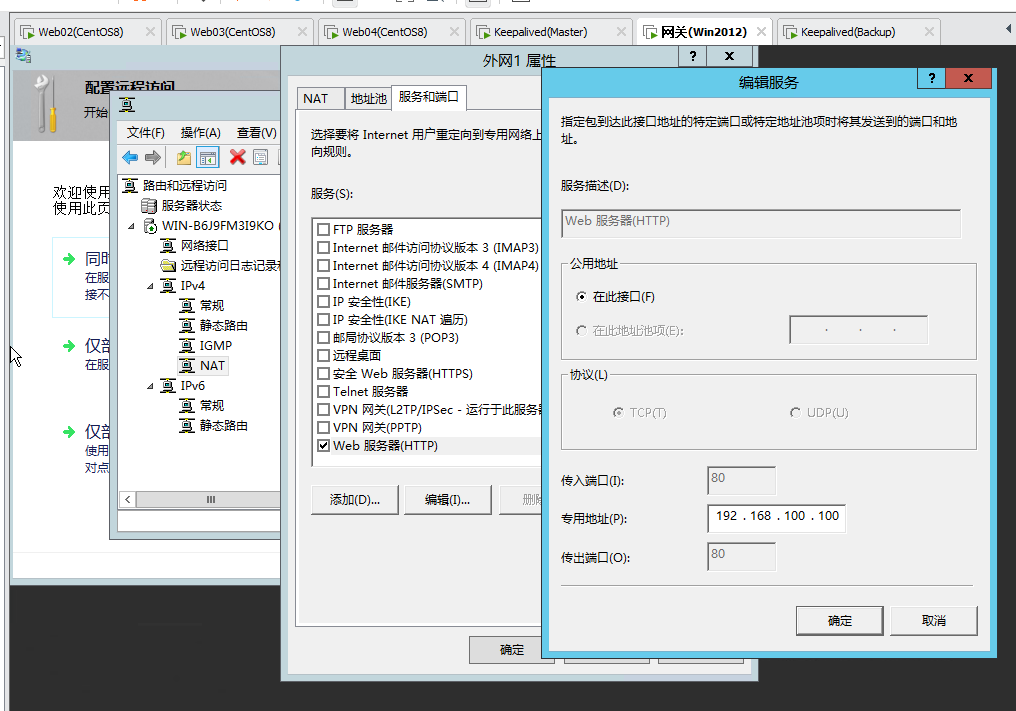 Web02(CentOS8)
Web03(CentOS8)
Web04(CentOS8)
Keepalived(Master)
网关(Win2012)
Keepalived(Backup)
配置远程访问
开始
欢迎使用
使用此页
同时
在服
接不
仅部
在服
仅部
使用
对点
文件(F)
操作(A)
查看(V)
路由和远程访问
服务器状态
WIN-B6J9FM3I9KO
网络接口
远程访问日志记录和
IPv4
常规
静态路由
IGMP
NAT
IPv6
常规
静态路由
外网1 属性
NAT
地址池
服务和端口
选择要将 Internet 用户重定向到专用网络上
向规则。
服务(S):
FTP 服务器
Internet 邮件访问协议版本 3 (IMAP3)
Internet 邮件访问协议版本 4 (IMAP4)
Internet 邮件服务器(SMTP)
IP 安全性(IKE)
IP 安全性(IKE NAT 遍历)
邮局协议版本 3 (POP3)
远程桌面
安全 Web 服务器(HTTPS)
Telnet 服务器
VPN 网关(L2TP/IPSec - 运行于此服务器
VPN 网关(PPTP)
Web 服务器(HTTP)
添加(D)...
编辑(I)...
删除
确定
编辑服务
指定包到达此接口地址的特定端口或特定地址池项时将其发送到的端口和地
址。
服务描述(D):
Web 服务器(HTTP)
公用地址
在此接口(F)
在此地址池项(E):
协议(L)
TCP(T)
UDP(U)
传入端口(I):
80
专用地址(P):
192 . 168 . 100 . 100
传出端口(O):
80
确定
取消